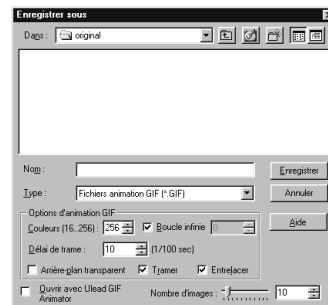 Enregistrer sous
Dans : original
Nom :
Enregistrer
Type : Fichiers animation GIF (*.GIF)
Annuler
Options d'animation GIF
Couleurs (16..256) : 256 Boucle infinie 0
Aide
Délai de trame : 10 (1/100 sec)
Arrière-plan transparent Tramer Entrelacer
Ouvrir avec Ulead GIF Animator
Nombre d'images : 10